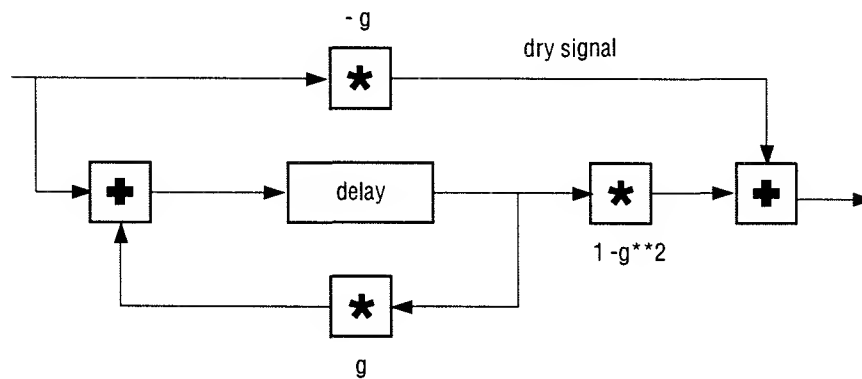 - g
dry signal
*
+
delay
*
+
1 -g**2
*
g